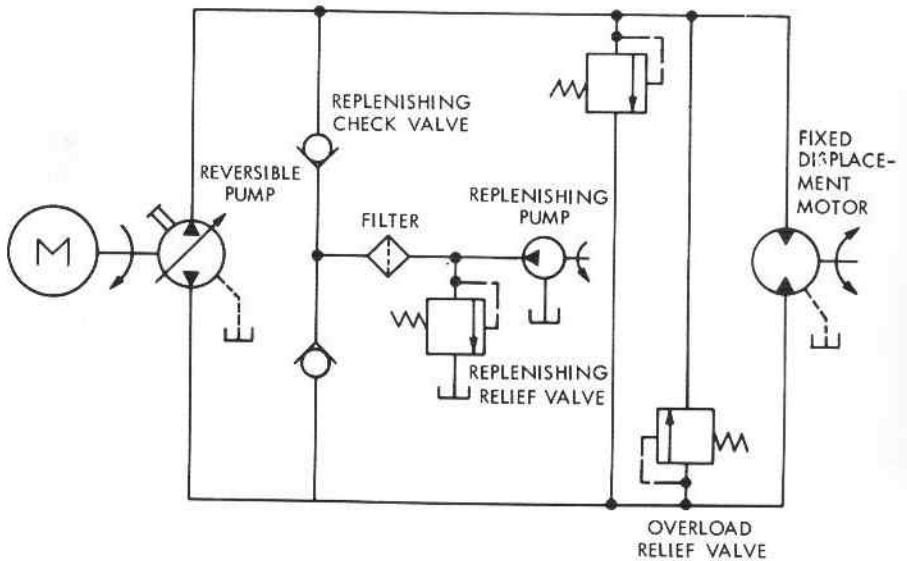 REPLENISHING
CHECK VALVE
REVERSIBLE
PUMP
FILTER
REPLENISHING
PUMP
FIXED
DISPLACE-
MENT
MOTOR
M
REPLENISHING
RELIEF VALVE
OVERLOAD
RELIEF VALVE